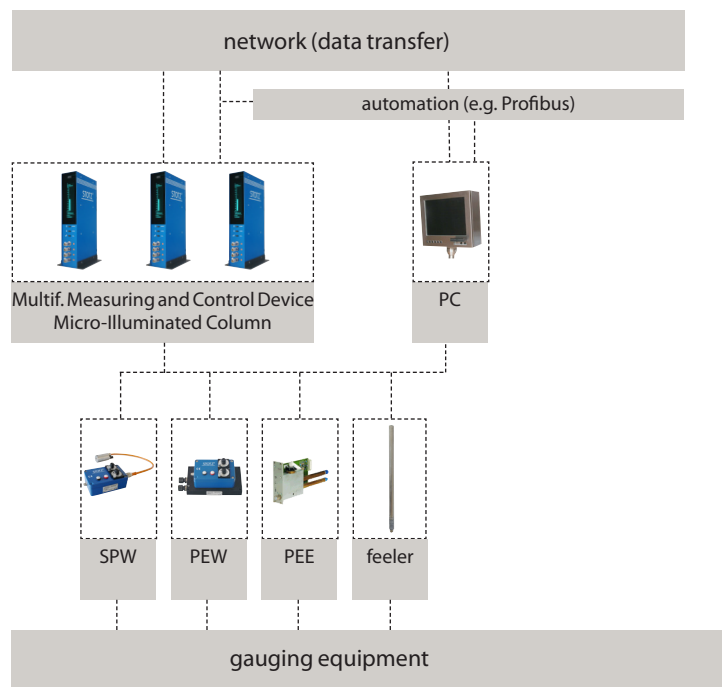 network (data transfer)
automation (e.g. Profibus)
Multif. Measuring and Control Device
Micro-Illuminated Column
PC
SPW
PEW
PEE
feeler
gauging equipment